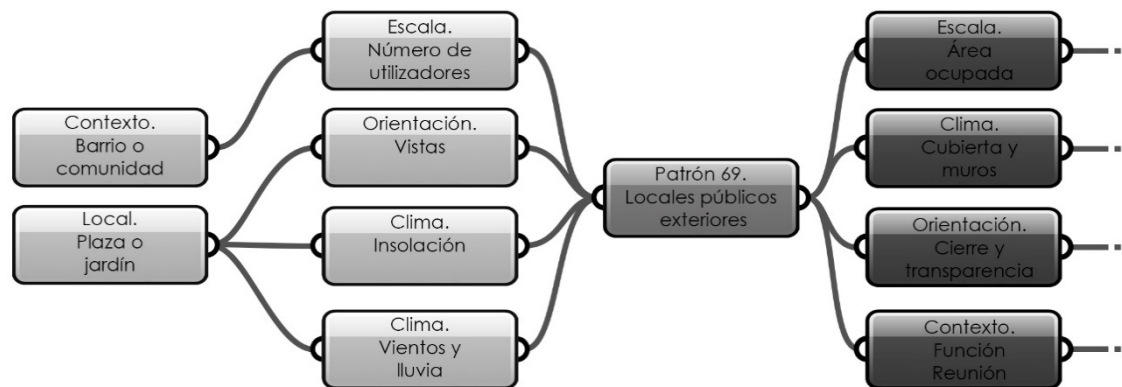 Contexto.
Barrio o
comunidad
Local.
Plaza o
jardín
Escala.
Número de
utilizadores
Orientación.
Vistas
Clima.
Insolación
Clima.
Vientos y
lluvia
Patrón 69.
Locales públicos
exteriores
Escala.
Área
ocupada
Clima.
Cubierta y
muros
Orientación.
Cierre y
transparencia
Contexto.
Función
Reunión